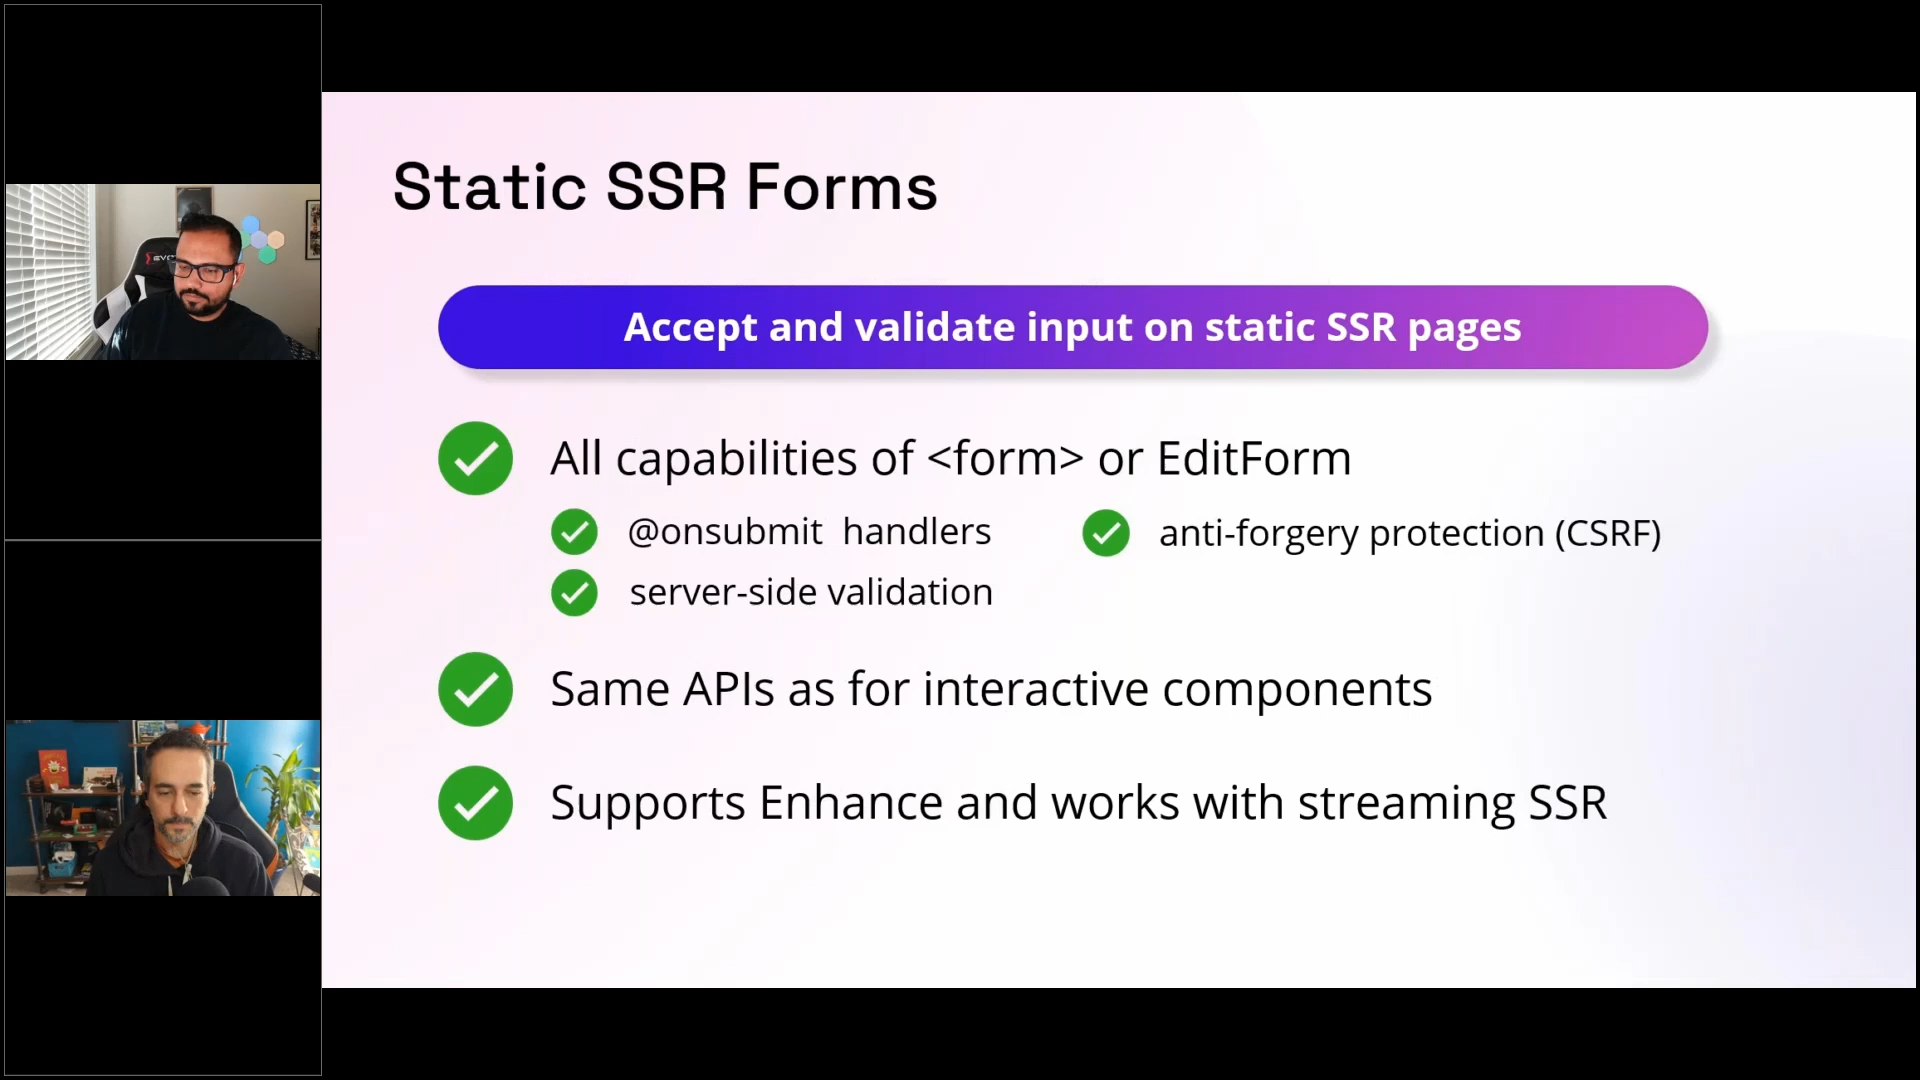 Static SSR Forms
Accept and validate input on static SSR pages
All capabilities of <form> or EditForm
@onsubmit handlers
anti-forgery protection (CSRF)
server-side validation
Same APIs as for interactive components
Supports Enhance and works with streaming SSR